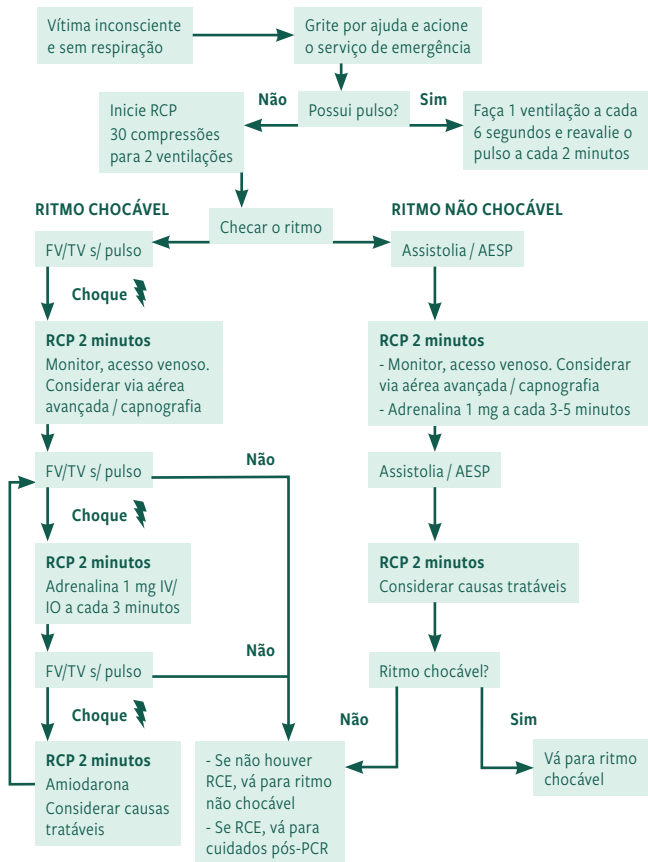 Vítima inconsciente
e sem respiração
Grite por ajuda e acione
o serviço de emergência
Não
Possui pulso?
Sim
Inicie RCP
30 compressões
para 2 ventilações
Faça 1 ventilação a cada
6 segundos e reavalie o
pulso a cada 2 minutos
RITMO CHOCÁVEL
Checar o ritmo
RITMO NÃO CHOCÁVEL
FV/TV s/ pulso
Assistolia / AESP
Choque
RCP 2 minutos
Monitor, acesso venoso.
Considerar via aérea
avançada / capnografia
RCP 2 minutos
- Monitor, acesso venoso. Considerar
via aérea avançada / capnografia
- Adrenalina 1 mg a cada 3-5 minutos
FV/TV s/ pulso
Não
Assistolia / AESP
Choque
RCP 2 minutos
Adrenalina 1 mg IV/
IO a cada 3 minutos
RCP 2 minutos
Considerar causas tratáveis
FV/TV s/ pulso
Não
Ritmo chocável?
Choque
Não
Sim
RCP 2 minutos
Amiodarona
Considerar causas
tratáveis
- Se não houver
RCE, vá para ritmo
não chocável
- Se RCE, vá para
cuidados pós-PCR
Vá para ritmo
chocável